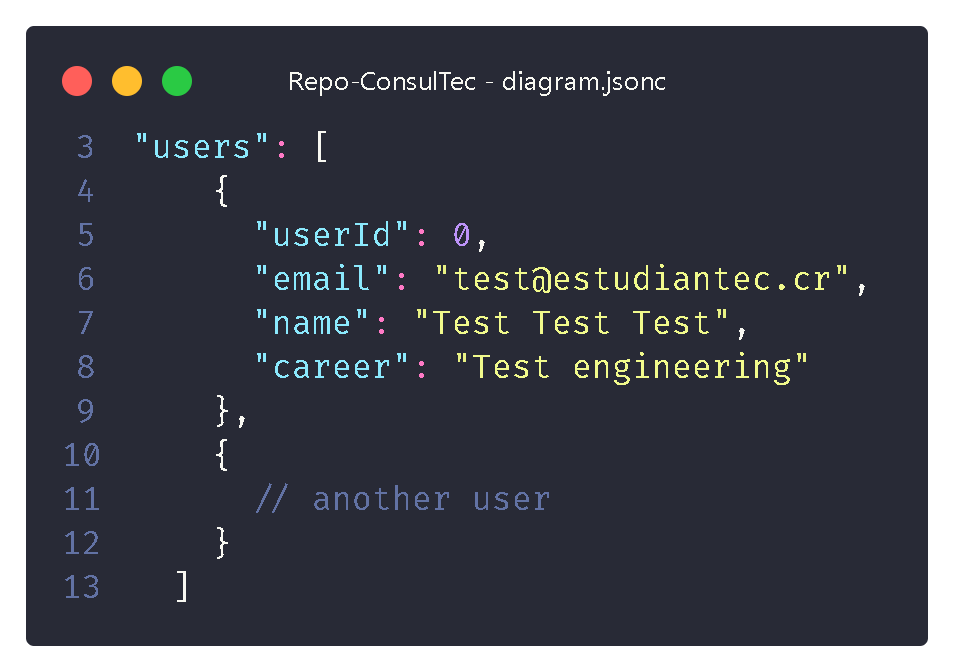 Repo-ConsulTec - diagram.jsonc
3 "users": [
4 {
5 "userId": 0,
6 "email": "test@estudiantec.cr",
7 "name": "Test Test Test",
8 "career": "Test engineering"
9 },
10 {
11 // another user
12 }
13 ]